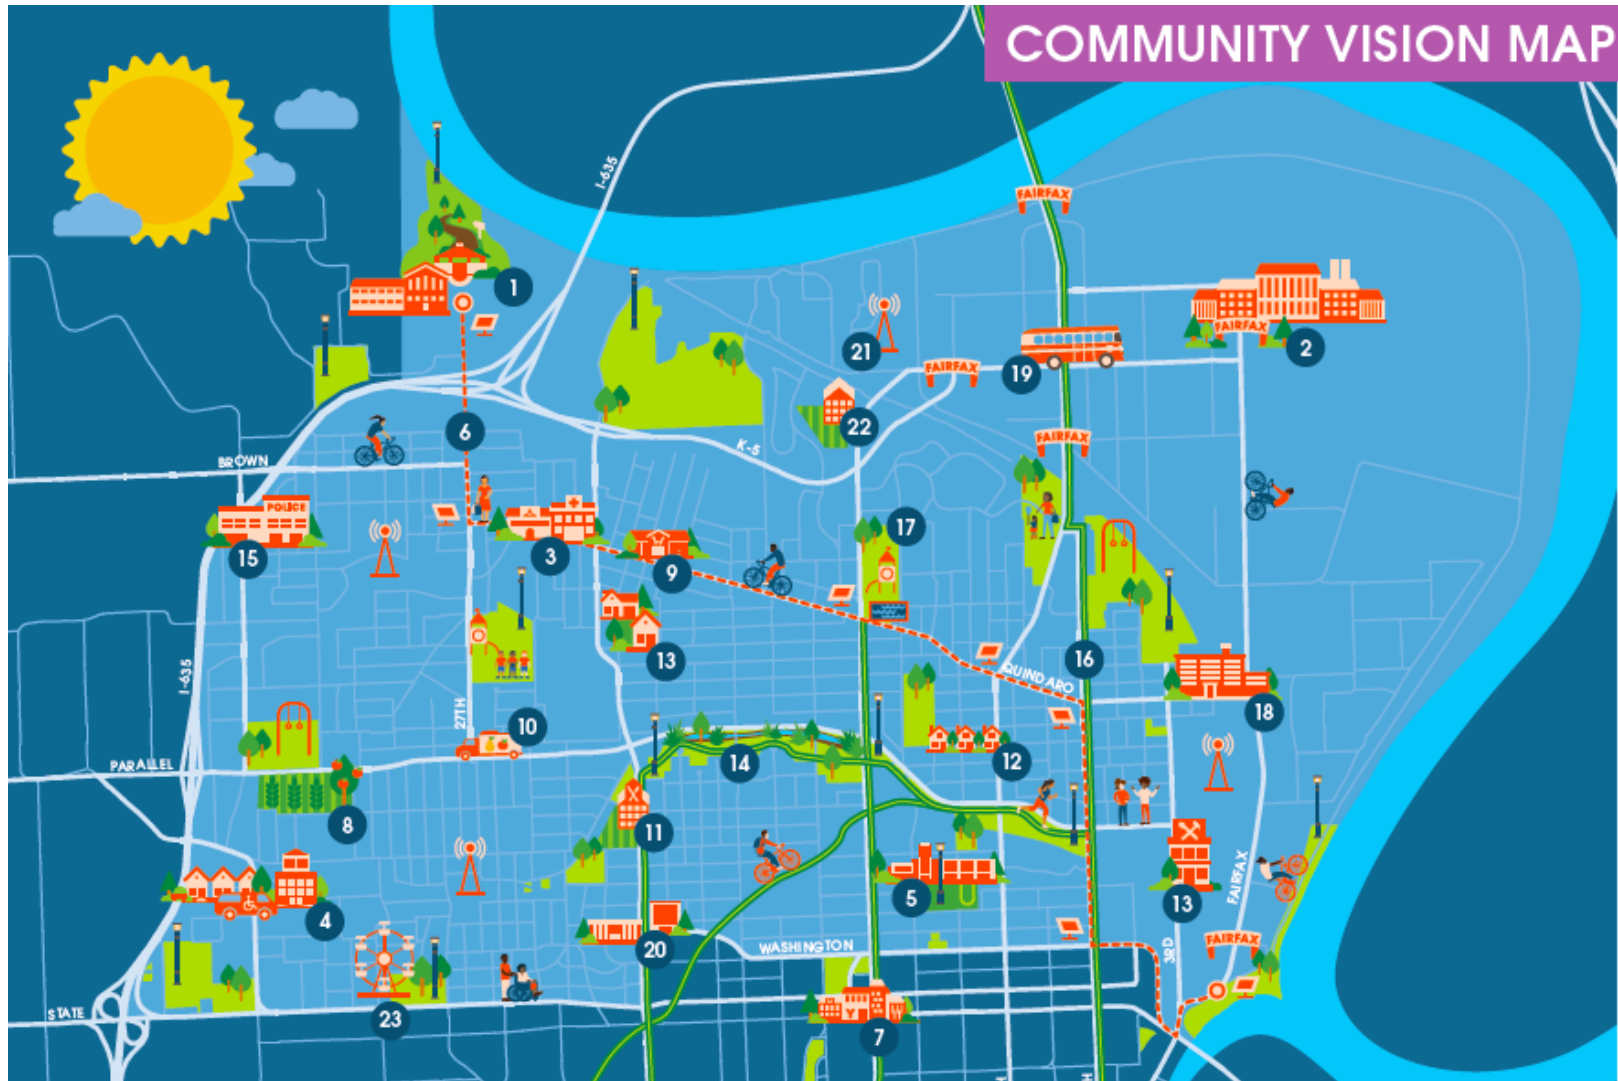 COMMUNITY VISION MAP
I-635
FAIRFAX
1
21
FAIRFAX
2
19
FAIRFAX
FAIRFAX
22
6
K-5
FAIRFAX
BROWN
POLICE
17
15
3
9
13
16
QUINDARO
I-635
27TH
10
18
PARALLEL
14
12
8
11
5
FAIRFAX
13
4
20
WASHINGTON
3RD
FAIRFAX
STATE
23
7
H
H